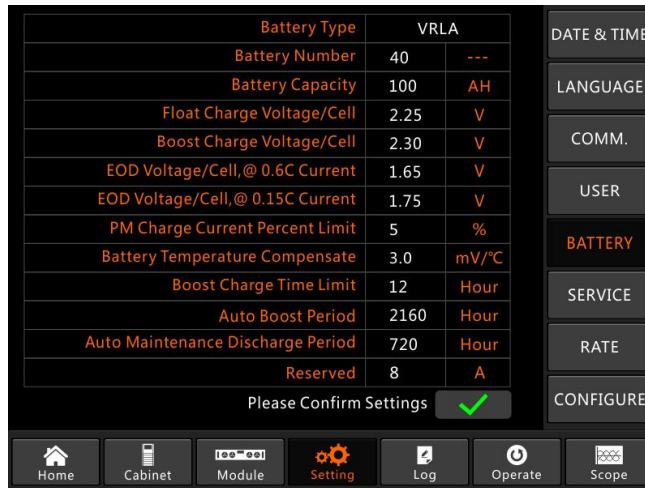 Battery Type VRLA
Battery Number 40 ---
Battery Capacity 100 AH
Float Charge Voltage/Cell 2.25 V
Boost Charge Voltage/Cell 2.30 V
EOD Voltage/Cell,@ 0.6C Current 1.65 V
EOD Voltage/Cell,@ 0.15C Current 1.75 V
PM Charge Current Percent Limit 5 %
Battery Temperature Compensate 3.0 mV/℃
Boost Charge Time Limit 12 Hour
Auto Boost Period 2160 Hour
Auto Maintenance Discharge Period 720 Hour
Reserved 8 A
Please Confirm Settings
DATE & TIME
LANGUAGE
COMM.
USER
BATTERY
SERVICE
RATE
CONFIGURE
Home Cabinet Module Setting Log Operate Scope